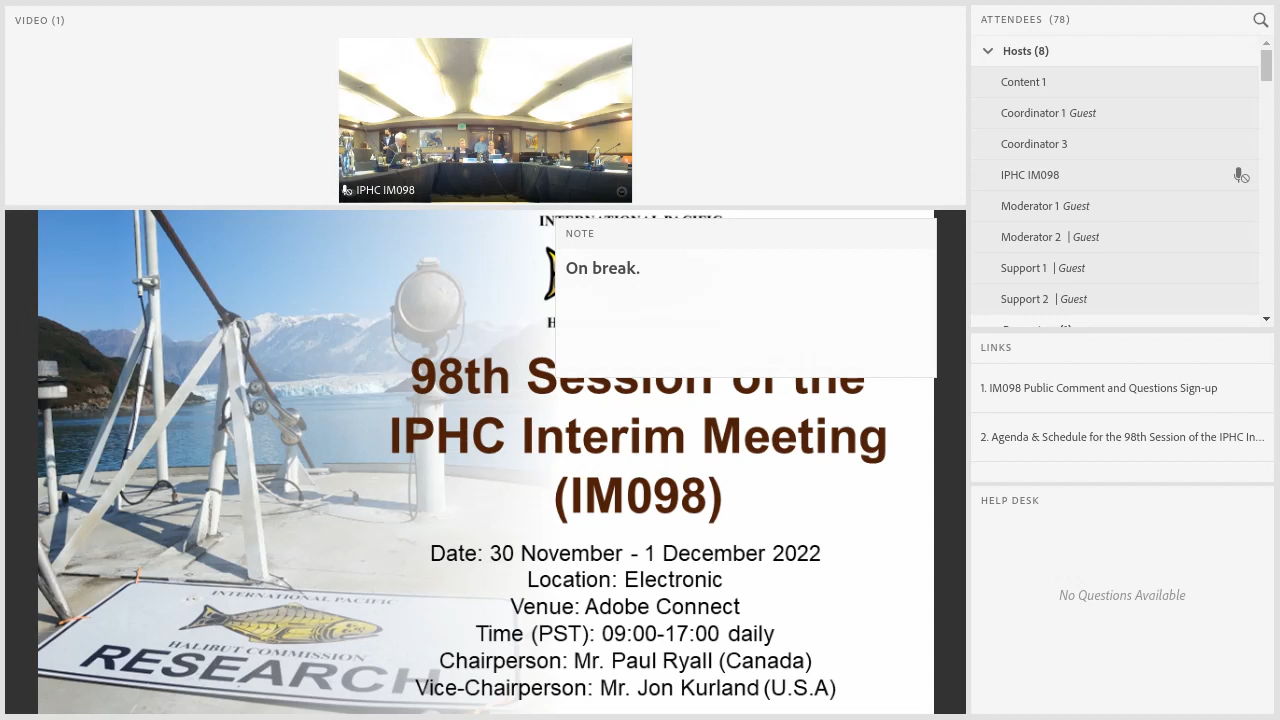 VIDEO (1)
IPHC IM098
NOTE
On break.
98th Session of the
IPHC Interim Meeting
(IM098)
Date: 30 November - 1 December 2022
Location: Electronic
Venue: Adobe Connect
Time (PST): 09:00-17:00 daily
Chairperson: Mr. Paul Ryall (Canada)
Vice-Chairperson: Mr. Jon Kurland (U.S.A)
INTERNATIONAL PACIFIC
HALIBUT COMMISSION
RESEARCH
ATTENDEES (78)
Hosts (8)
Content 1
Coordinator 1 Guest
Coordinator 3
IPHC IM098
Moderator 1 Guest
Moderator 2 | Guest
Support 1 | Guest
Support 2 | Guest
LINKS
1. IM098 Public Comment and Questions Sign-up
2. Agenda & Schedule for the 98th Session of the IPHC In...
HELP DESK
No Questions Available